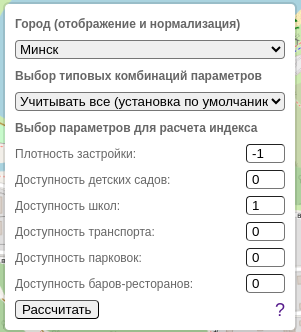 Город (отображение и нормализация)
Минск
Выбор типовых комбинаций параметров
Учитывать все (установка по умолчаник
Выбор параметров для расчета индекса
Плотность застройки: -1
Доступность детских садов: 0
Доступность школ: 1
Доступность транспорта: 0
Доступность парковок: 0
Доступность баров-ресторанов: 0
Рассчитать ?